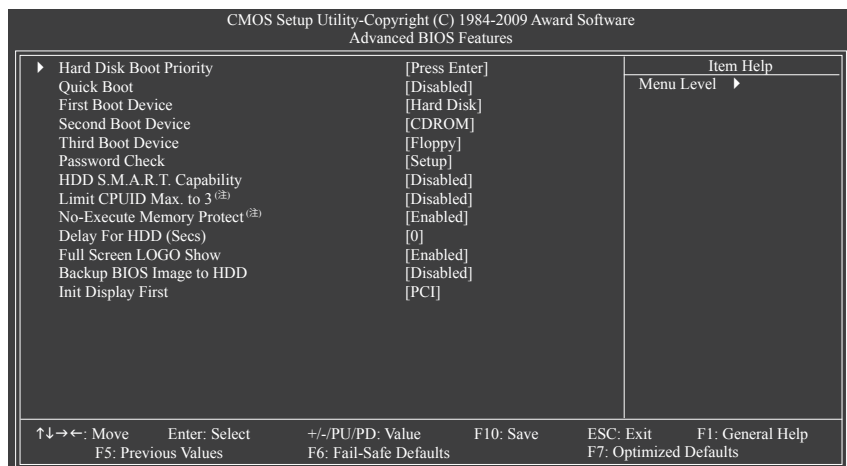 CMOS Setup Utility-Copyright (C) 1984-2009 Award Software
Advanced BIOS Features
Hard Disk Boot Priority [Press Enter]
Quick Boot [Disabled]
First Boot Device [Hard Disk]
Second Boot Device [CDROM]
Third Boot Device [Floppy]
Password Check [Setup]
HDD S.M.A.R.T. Capability [Disabled]
Limit CPUID Max. to 3 (注) [Disabled]
No-Execute Memory Protect (注) [Enabled]
Delay For HDD (Secs) [0]
Full Screen LOGO Show [Enabled]
Backup BIOS Image to HDD [Disabled]
Init Display First [PCI]
Item Help
Menu Level ▶
↑↓→←: Move Enter: Select +/-/PU/PD: Value F10: Save ESC: Exit F1: General Help
F5: Previous Values F6: Fail-Safe Defaults F7: Optimized Defaults